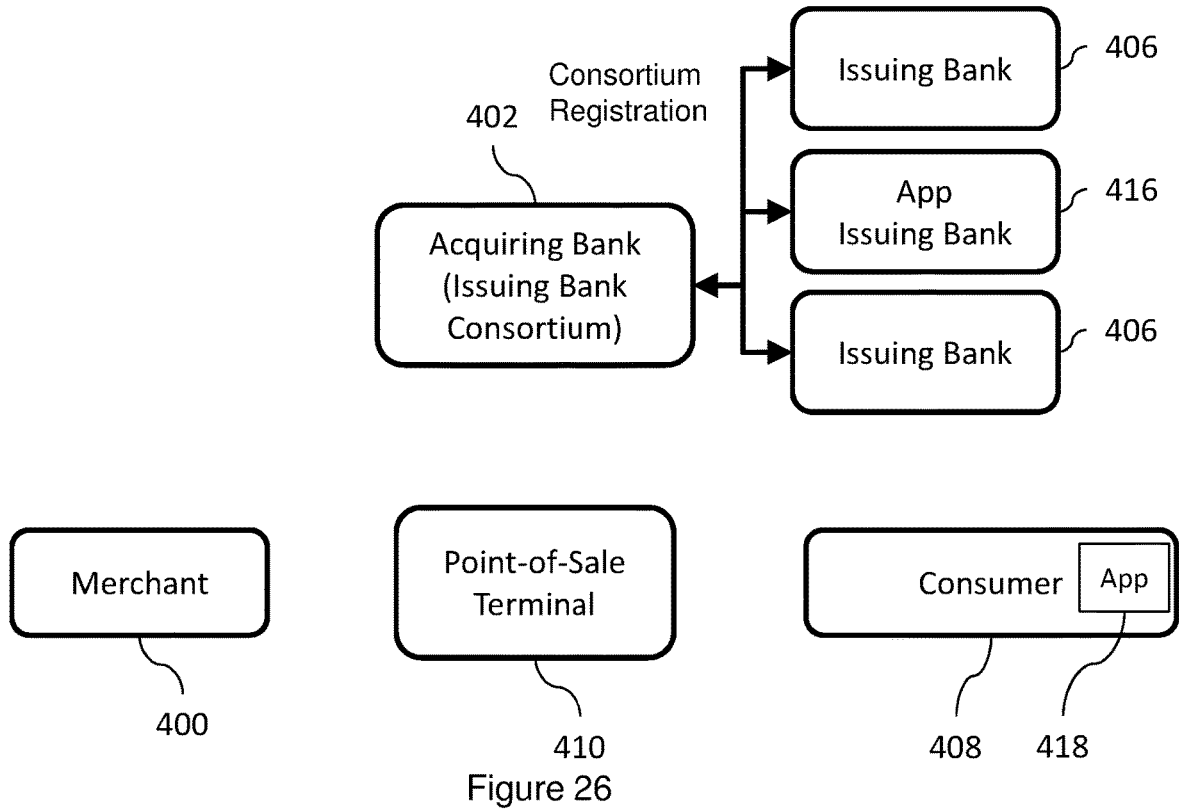 Issuing Bank
406
Consortium
Registration
402
App
Issuing Bank
416
Acquiring Bank
(Issuing Bank
Consortium)
Issuing Bank
406
Merchant
Point-of-Sale
Terminal
Consumer
App
400
410
408
418
Figure 26